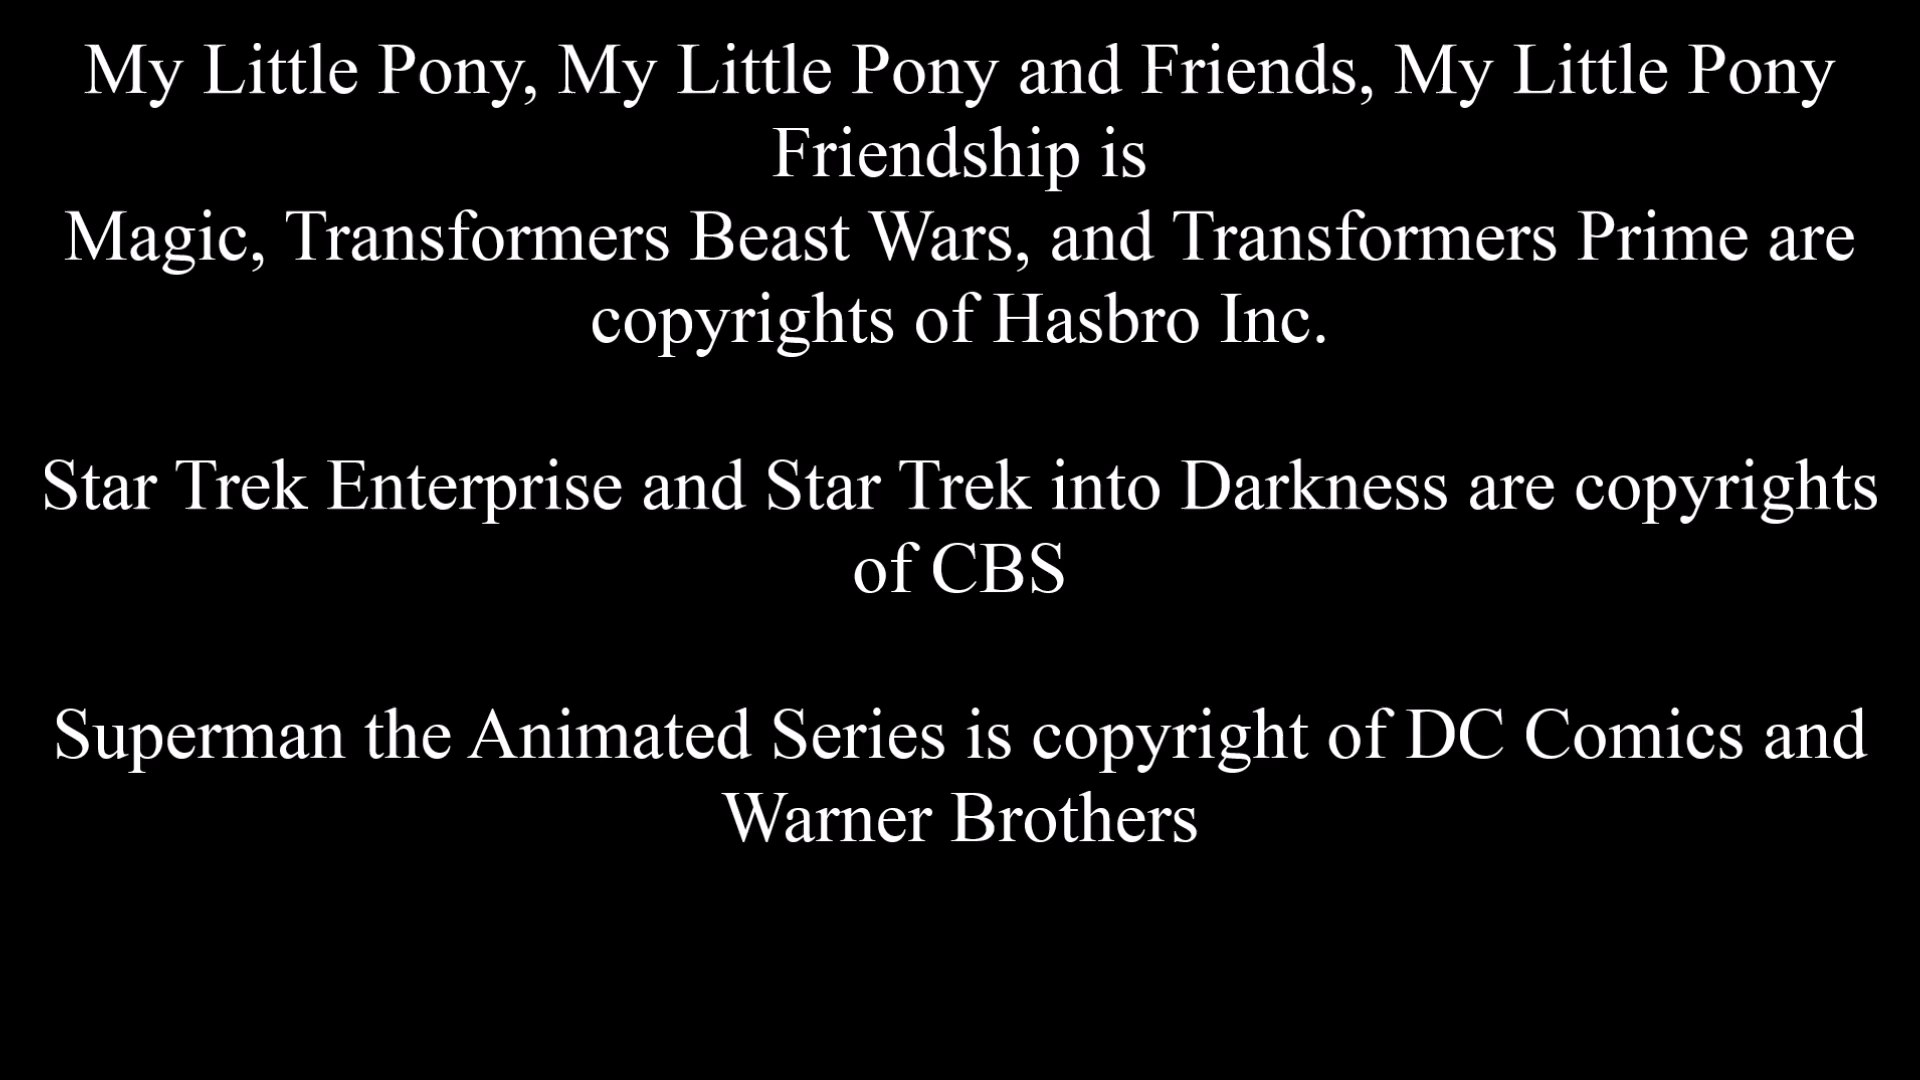 My Little Pony, My Little Pony and Friends, My Little Pony
Friendship is
Magic, Transformers Beast Wars, and Transformers Prime are
copyrights of Hasbro Inc.
Star Trek Enterprise and Star Trek into Darkness are copyrights
of CBS
Superman the Animated Series is copyright of DC Comics and
Warner Brothers